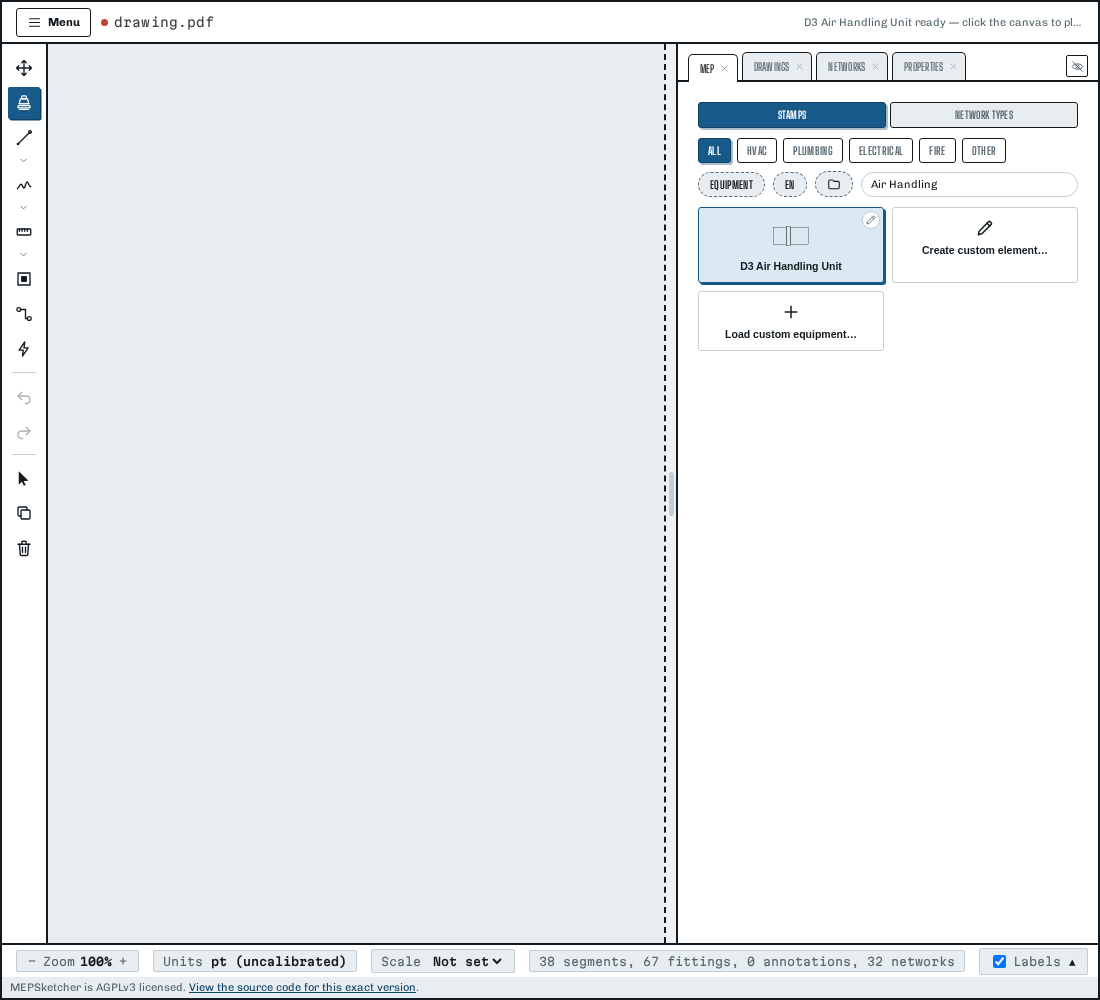 Menu
drawing.pdf
D3 Air Handling Unit ready — click the canvas to pl…
MEP
DRAWINGS
NETWORKS
PROPERTIES
STAMPS
NETWORK TYPES
ALL
HVAC
PLUMBING
ELECTRICAL
FIRE
OTHER
EQUIPMENT
EN
Air Handling
D3 Air Handling Unit
Create custom element…
Load custom equipment…
− Zoom 100% +
Units pt (uncalibrated)
Scale Not set
38 segments, 67 fittings, 0 annotations, 32 networks
Labels ▲
MEPSketcher is AGPLv3 licensed. View the source code for this exact version.